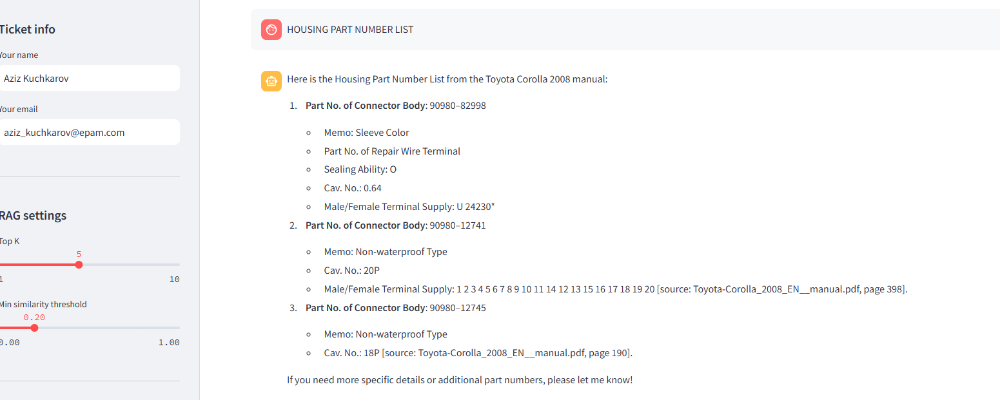 Ticket info
Your name
Aziz Kuchkarov
Your email
aziz_kuchkarov@epam.com
RAG settings
Top K
5
1
10
Min similarity threshold
0.20
0.00
1.00
HOUSING PART NUMBER LIST
Here is the Housing Part Number List from the Toyota Corolla 2008 manual:
1. Part No. of Connector Body: 90980–82998
Memo: Sleeve Color
Part No. of Repair Wire Terminal
Sealing Ability: O
Cav. No.: 0.64
Male/Female Terminal Supply: U 24230*
2. Part No. of Connector Body: 90980–12741
Memo: Non-waterproof Type
Cav. No.: 20P
Male/Female Terminal Supply: 1 2 3 4 5 6 7 8 9 10 11 14 12 13 15 16 17 18 19 20 [source: Toyota-Corolla_2008_EN__manual.pdf, page 398].
3. Part No. of Connector Body: 90980–12745
Memo: Non-waterproof Type
Cav. No.: 18P [source: Toyota-Corolla_2008_EN__manual.pdf, page 190].
If you need more specific details or additional part numbers, please let me know!